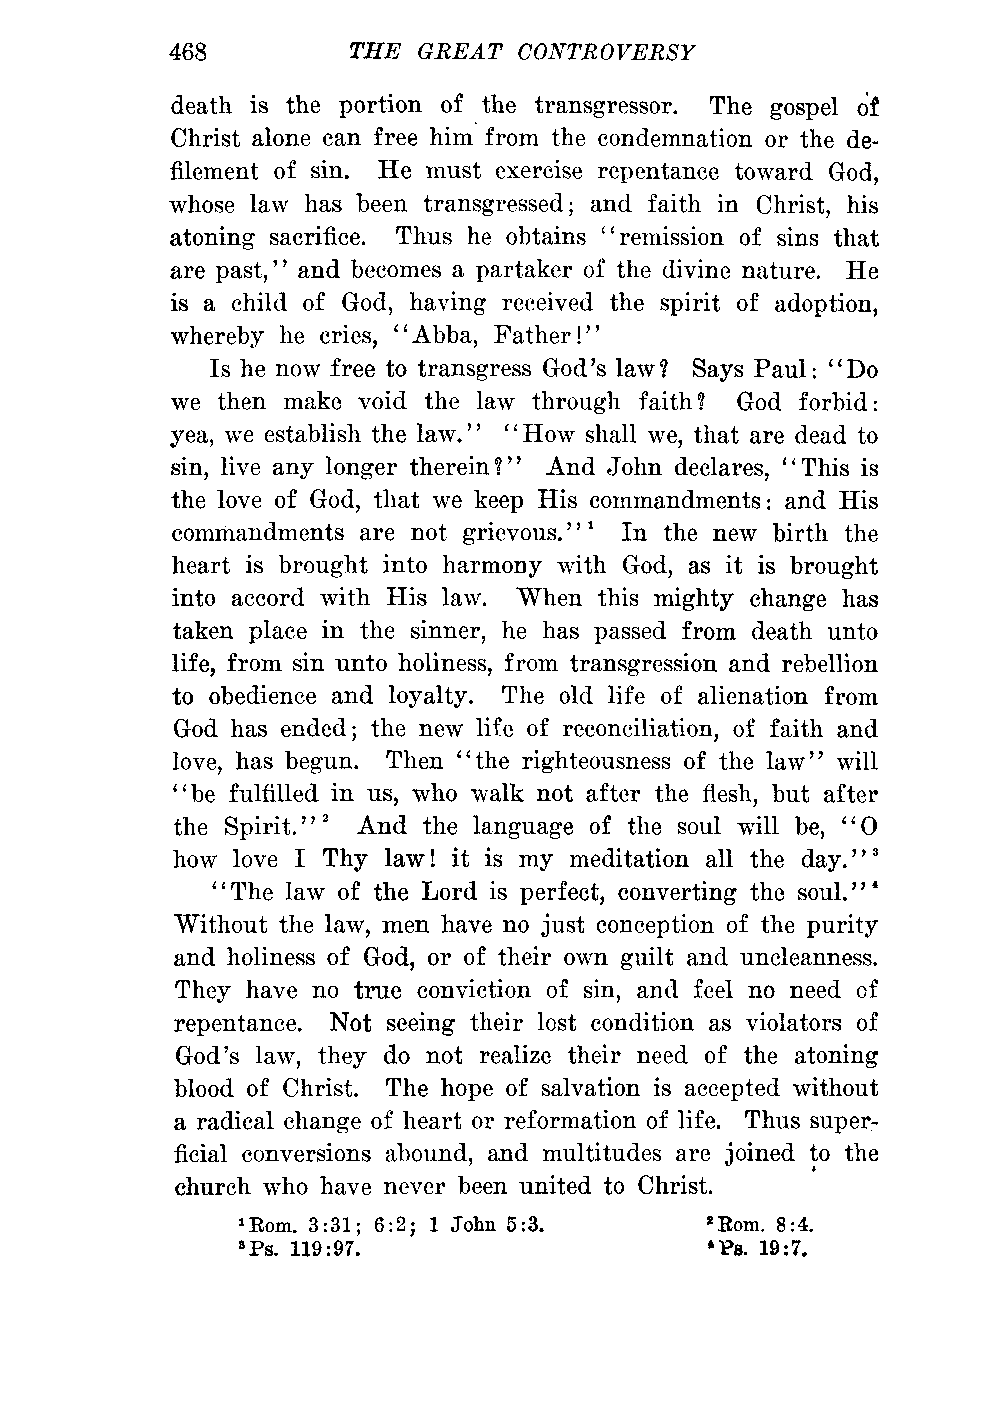 468 THE GREAT CONTROVERSY
death is the portion of the transgressor. The gospel of
Christ alone can free him from the condemnation or the de-
filement of sin. He must exercise repentance toward God,
whose law has been transgressed; and faith in Christ, his
atoning sacrifice. Thus he obtains "remission of sins that
are past," and becomes a partaker of the divine nature. He
is a child of God, having received the spirit of adoption,
whereby he cries, "Abba, Father!"
Is he now free to transgress God's law? Says Paul: "Do
we then make void the law through faith? God forbid:
yea, we establish the law." "How shall we, that are dead to
sin, live any longer therein?" And John declares, "This is
the love of God, that we keep His commandments: and His
commandments are not grievous."¹ In the new birth the
heart is brought into harmony with God, as it is brought
into accord with His law. When this mighty change has
taken place in the sinner, he has passed from death unto
life, from sin unto holiness, from transgression and rebellion
to obedience and loyalty. The old life of alienation from
God has ended; the new life of reconciliation, of faith and
love, has begun. Then "the righteousness of the law" will
"be fulfilled in us, who walk not after the flesh, but after
the Spirit."² And the language of the soul will be, "O
how love I Thy law! it is my meditation all the day."³
"The law of the Lord is perfect, converting the soul."⁴
Without the law, men have no just conception of the purity
and holiness of God, or of their own guilt and uncleanness.
They have no true conviction of sin, and feel no need of
repentance. Not seeing their lost condition as violators of
God's law, they do not realize their need of the atoning
blood of Christ. The hope of salvation is accepted without
a radical change of heart or reformation of life. Thus super-
ficial conversions abound, and multitudes are joined to the
church who have never been united to Christ.
¹Rom. 3:31; 6:2; 1 John 5:3. ²Rom. 8:4.
³Ps. 119:97. ⁴Ps. 19:7.